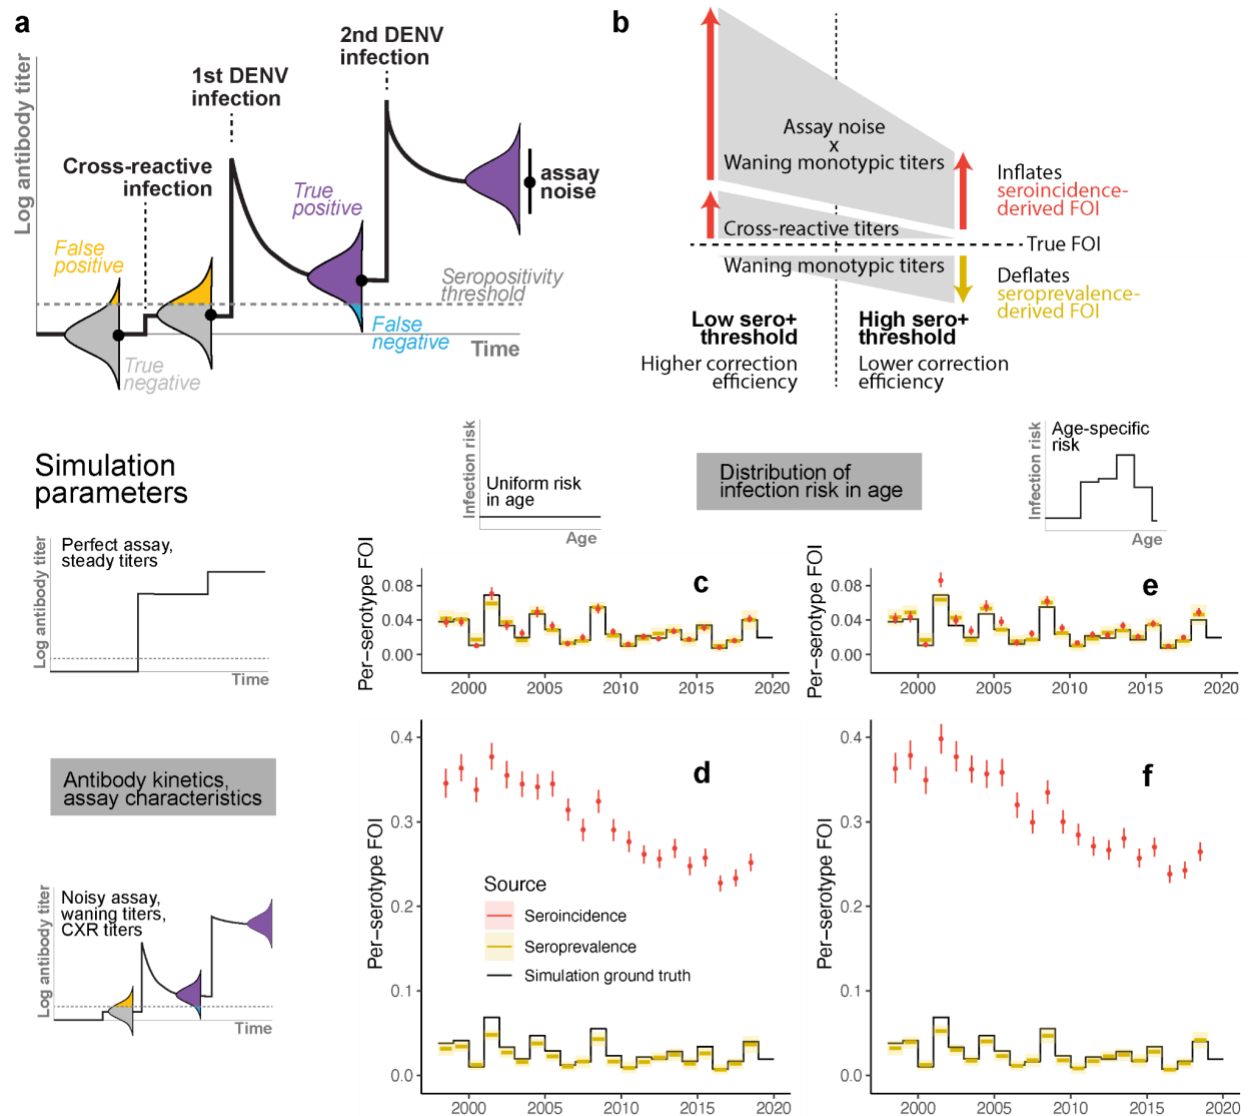 a
Log antibody titer
2nd DENV
infection
1st DENV
infection
Cross-reactive
infection
True
positive
False
positive
assay
noise
Seropositivity
threshold
False
negative
True
negative
Time
b
Assay noise
x
Waning monotypic titers
Cross-reactive titers
Waning monotypic titers
Inflates
seroincidence-
derived FOI
True FOI
Deflates
seroprevalence-
derived FOI
Low sero+
threshold
Higher correction
efficiency
High sero+
threshold
Lower correction
efficiency
Simulation
parameters
Infection risk
Uniform risk
in age
Age
Distribution of
infection risk in age
Infection risk
Age-specific
risk
Age
Log antibody titer
Perfect assay,
steady titers
Time
Per-serotype FOI
c
0.08
0.04
0.00
2000 2005 2010 2015 2020
Per-serotype FOI
e
0.08
0.04
0.00
2000 2005 2010 2015 2020
Antibody kinetics,
assay characteristics
Log antibody titer
Noisy assay,
waning titers,
CXR titers
Time
Per-serotype FOI
d
0.4
0.3
0.2
0.1
0.0
Source
Seroincidence
Seroprevalence
Simulation ground truth
2000 2005 2010 2015 2020
Per-serotype FOI
f
0.4
0.3
0.2
0.1
0.0
2000 2005 2010 2015 2020